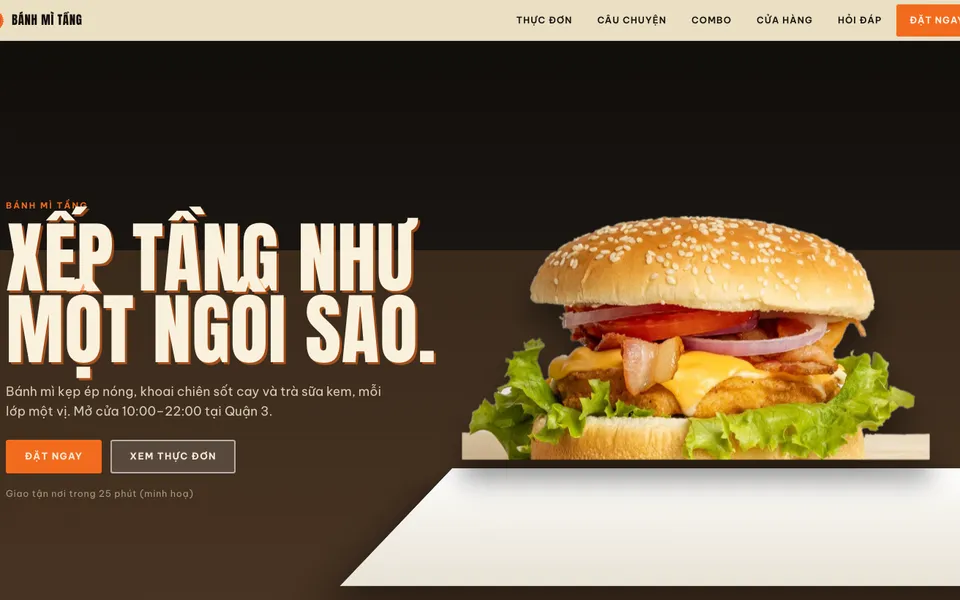 BÁNH MÌ TẦNG
THỰC ĐƠN
CÂU CHUYỆN
COMBO
CỬA HÀNG
HỎI ĐÁP
ĐẶT NGAY
BÁNH MÌ TẦNG
XẾP TẦNG NHƯ
MỘT NGÔI SAO.
Bánh mì kẹp ép nóng, khoai chiên sốt cay và trà sữa kem, mỗi
lớp một vị. Mở cửa 10:00–22:00 tại Quận 3.
ĐẶT NGAY
XEM THỰC ĐƠN
Giao tận nơi trong 25 phút (minh hoạ)